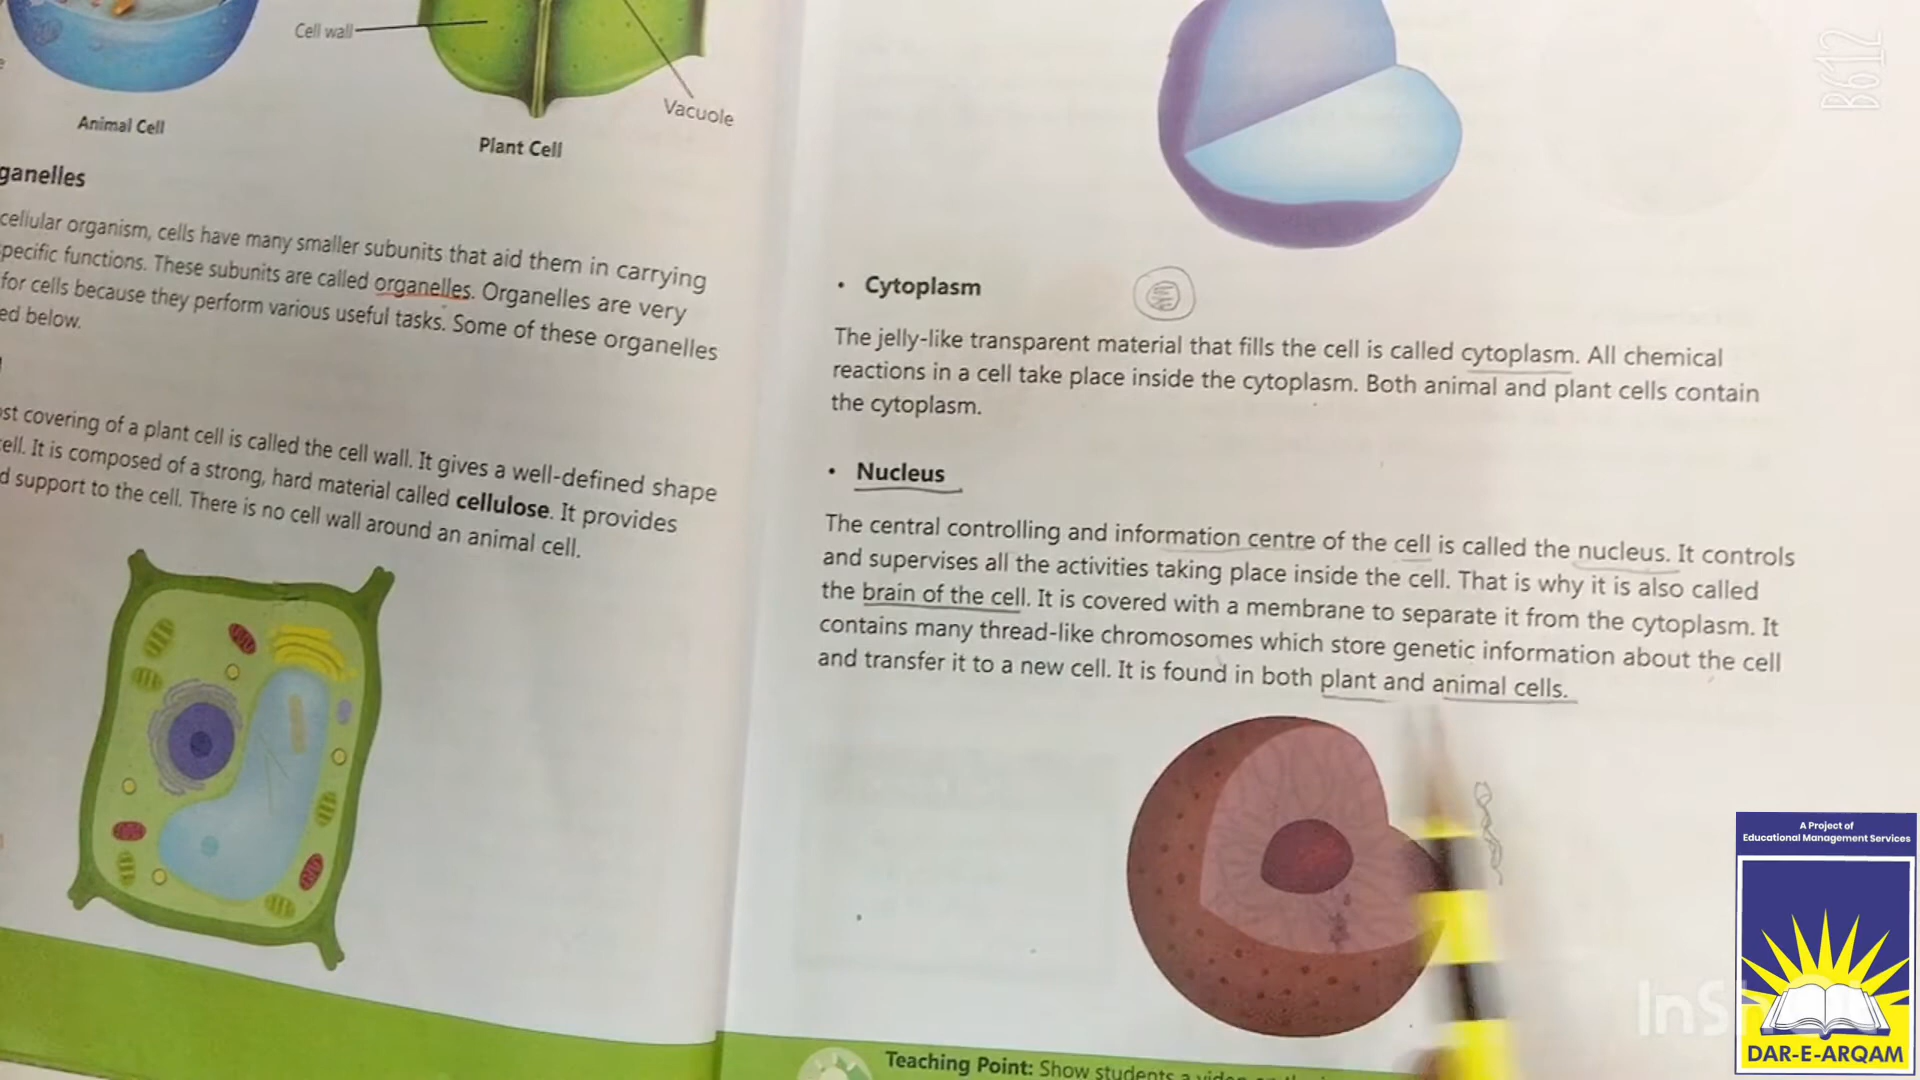 Cell wall
Vacuole
Animal Cell
Plant Cell
ganelles
cellular organism, cells have many smaller subunits that aid them in carrying
pecific functions. These subunits are called organelles. Organelles are very
for cells because they perform various useful tasks. Some of these organelles
ed below.
st covering of a plant cell is called the cell wall. It gives a well-defined shape
ell. It is composed of a strong, hard material called cellulose. It provides
d support to the cell. There is no cell wall around an animal cell.
• Cytoplasm
The jelly-like transparent material that fills the cell is called cytoplasm. All chemical
reactions in a cell take place inside the cytoplasm. Both animal and plant cells contain
the cytoplasm.
• Nucleus
The central controlling and information centre of the cell is called the nucleus. It controls
and supervises all the activities taking place inside the cell. That is why it is also called
the brain of the cell. It is covered with a membrane to separate it from the cytoplasm. It
contains many thread-like chromosomes which store genetic information about the cell
and transfer it to a new cell. It is found in both plant and animal cells.
Teaching Point: Show students a video
B612
InSh
A Project of
Educational Management Services
DAR-E-ARQAM